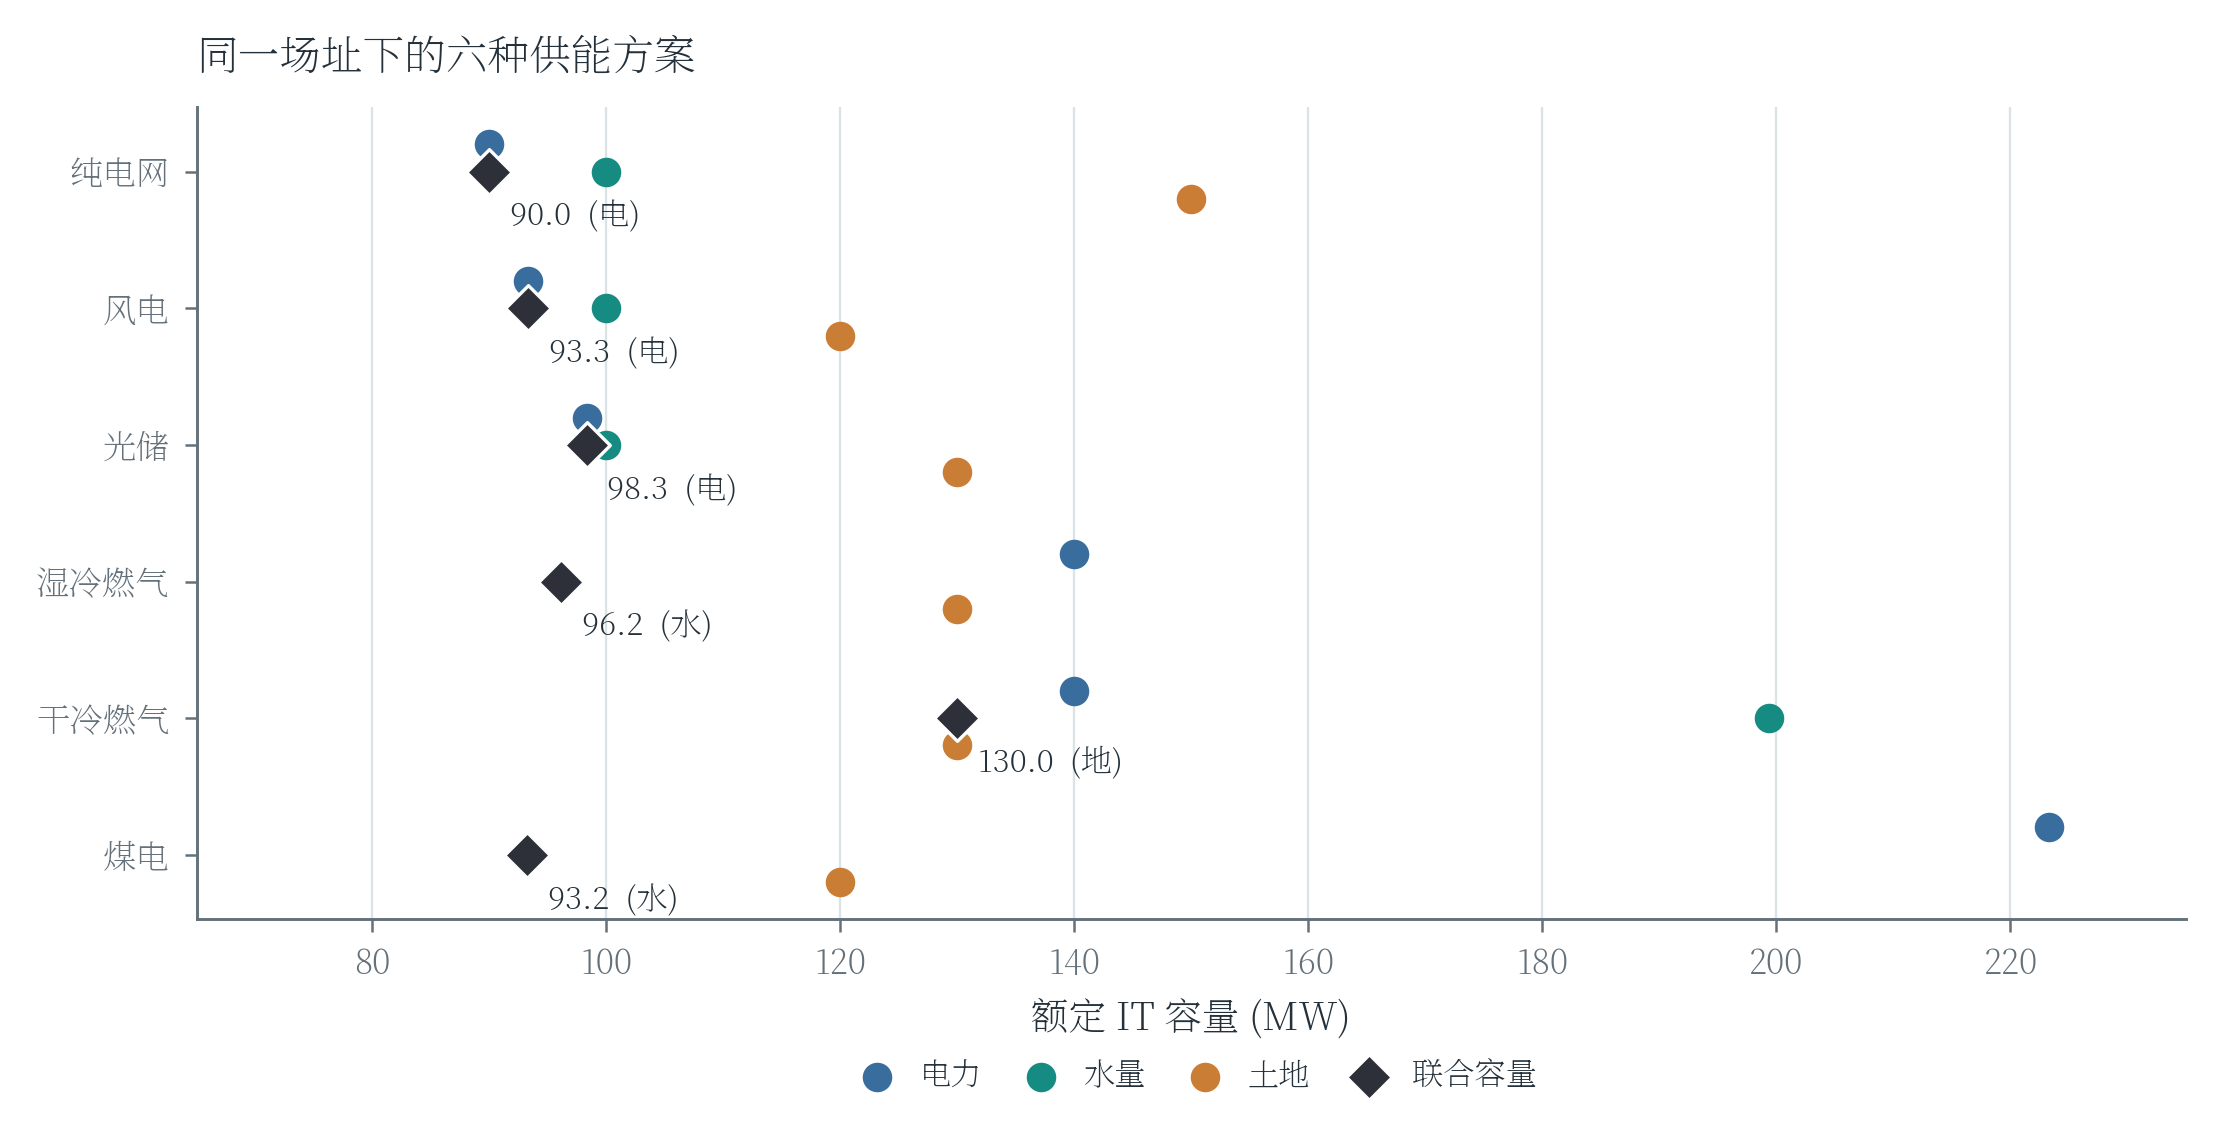 同一场址下的六种供能方案
纯电网
90.0 (电)
风电
93.3 (电)
光储
98.3 (电)
湿冷燃气
96.2 (水)
干冷燃气
130.0 (地)
煤电
93.2 (水)
80 100 120 140 160 180 200 220
额定 IT 容量 (MW)
电力 水量 土地 联合容量